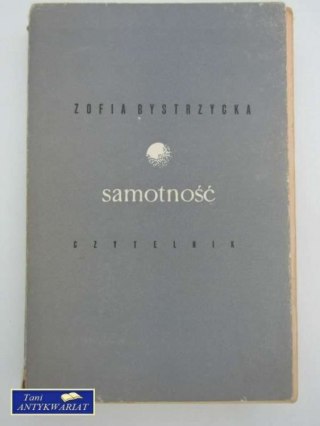 ZOFIA BYSTRZYCKA
samotność
CZYTELNIK
Tani
ANTYKWARIAT